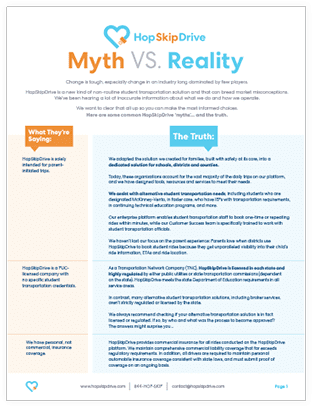 HopSkipDrive
Myth VS. Reality
Change is tough, especially change in an industry long dominated by few players.
HopSkipDrive is a new kind of non-routine student transportation solution and that can breed market misconceptions.
We've been hearing a lot of inaccurate information about what we do and how we operate.
We want to clear that all up so you can make the most informed choices.
Here are some common HopSkipDrive 'myths'... and the truth.
What They're
Saying:
The Truth:
HopSkipDrive is solely
intended for parent-
initiated trips.
We adapted the solution we created for families, built with safety at its core, into a
dedicated solution for schools, districts and counties.
Today, these organizations account for the vast majority of the daily trips on our platform,
and we have designed tools, resources and services to meet their needs.
We assist with alternative student transportation needs, including students who are
designated McKinney-Vento, in foster care, who have IEP's with transportation requirements,
in continuing technical education programs, and more.
Our enterprise platform enables student transportation staff to book one-time or repeating
rides within minutes, while our Customer Success team is specifically trained to work with
student transportation officials.
We haven't lost our focus on the parent experience: Parents love when districts use
HopSkipDrive to book student rides because they get unparalleled visibility into their child's
ride information, ETAs and ride location.
HopSkipDrive is a PUC-
licensed company with
no specific student
transportation credentials.
As a Transportation Network Company (TNC), HopSkipDrive is licensed in each state and
highly regulated by either public utilities or state transportation commissions (dependent
on the state). HopSkipDrive meets the state Department of Education requirements in all
service areas.
In contrast, many alternative student transportation solutions, including broker services,
aren't strictly regulated or licensed by the state.
We always recommend checking if your alternative transportation solution is in fact
licensed or regulated. If so, by who and what was the process to become approved?
The answers might surprise you...
We have personal, not
commercial, insurance
coverage.
HopSkipDrive provides commercial insurance for all miles conducted on the HopSkipDrive
platform. We maintain comprehensive commercial liability coverage that far exceeds
regulatory requirements. In addition, all drivers are required to maintain personal
automobile insurance coverage consistent with state law, and must submit proof of
coverage on an ongoing basis.
www.hopskipdrive.com
844-HOP-SKIP
contact@hopskipdrive.com
Page 1